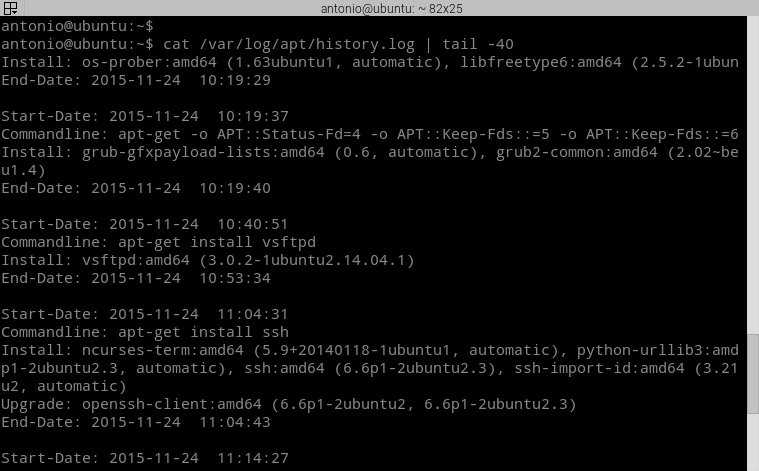 antonio@ubuntu: ~ 82x25
antonio@ubuntu:~$
antonio@ubuntu:~$ cat /var/log/apt/history.log | tail -40
Install: os-prober:amd64 (1.63ubuntu1, automatic), libfreetype6:amd64 (2.5.2-1ubun
End-Date: 2015-11-24  10:19:29

Start-Date: 2015-11-24  10:19:37
Commandline: apt-get -o APT::Status-Fd=4 -o APT::Keep-Fds::=5 -o APT::Keep-Fds::=6
Install: grub-gfxpayload-lists:amd64 (0.6, automatic), grub2-common:amd64 (2.02~be
u1.4)
End-Date: 2015-11-24  10:19:40

Start-Date: 2015-11-24  10:40:51
Commandline: apt-get install vsftpd
Install: vsftpd:amd64 (3.0.2-1ubuntu2.14.04.1)
End-Date: 2015-11-24  10:53:34

Start-Date: 2015-11-24  11:04:31
Commandline: apt-get install ssh
Install: ncurses-term:amd64 (5.9+20140118-1ubuntu1, automatic), python-urllib3:amd
p1-2ubuntu2.3, automatic), ssh:amd64 (6.6p1-2ubuntu2.3), ssh-import-id:amd64 (3.21
u2, automatic)
Upgrade: openssh-client:amd64 (6.6p1-2ubuntu2, 6.6p1-2ubuntu2.3)
End-Date: 2015-11-24  11:04:43

Start-Date: 2015-11-24  11:14:27